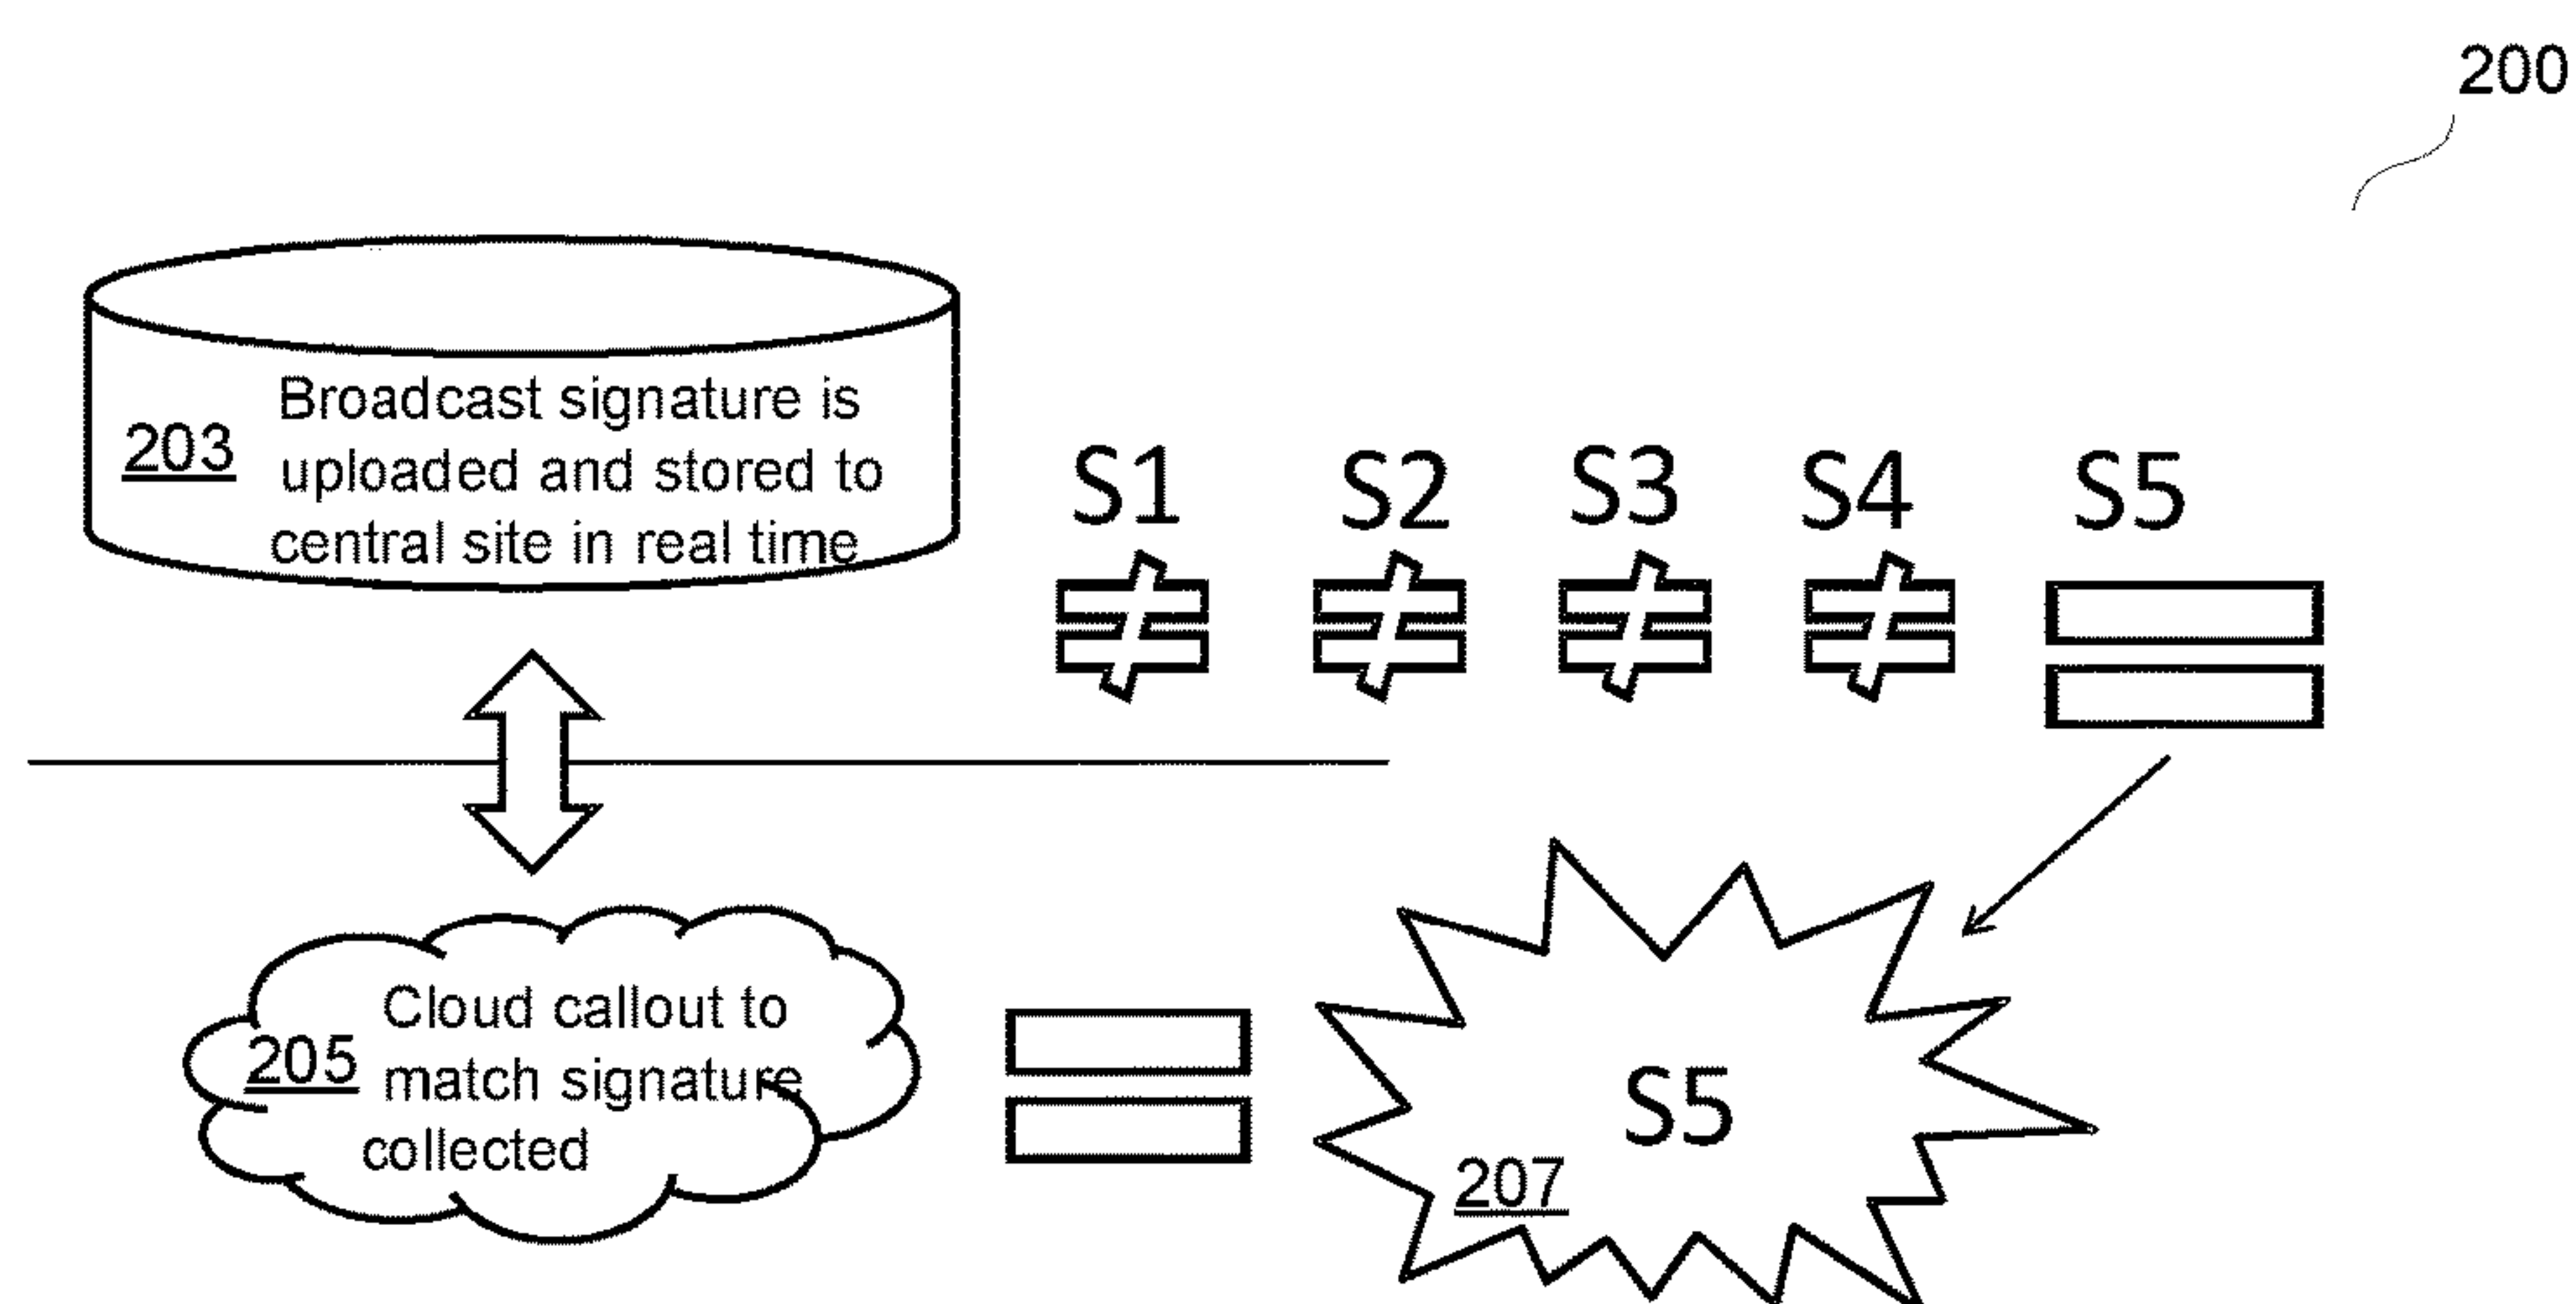 200
203
Broadcast signature is
uploaded and stored to
central site in real time
S1 S2 S3 S4 S5
≠ ≠ ≠ ≠ =
205
Cloud callout to
match signature
collected
=
S5
207